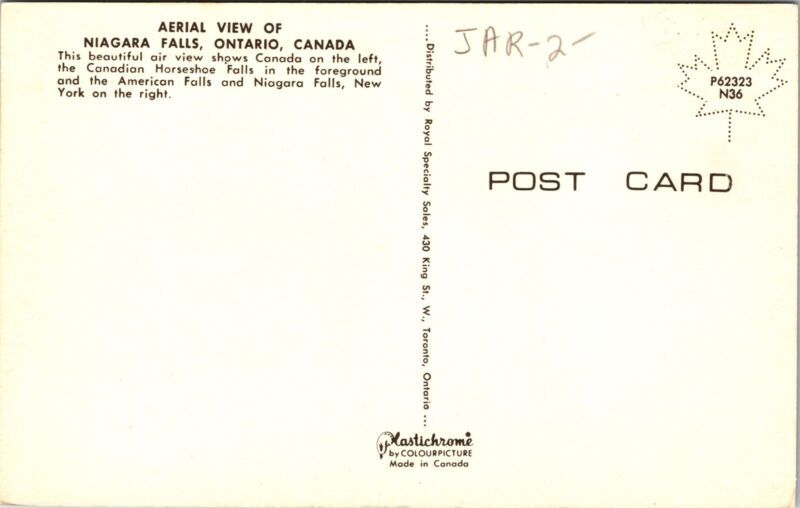 AERIAL VIEW OF
NIAGARA FALLS, ONTARIO, CANADA
This beautiful air view shows Canada on the left,
the Canadian Horseshoe Falls in the foreground
and the American Falls and Niagara Falls, New
York on the right.
....Distributed by Royal Specialty Sales, 430 King St., W., Toronto, Ontario ...
Plastichrome
by COLOURPICTURE
Made in Canada
JAR-2-
P62323
N36
POST CARD